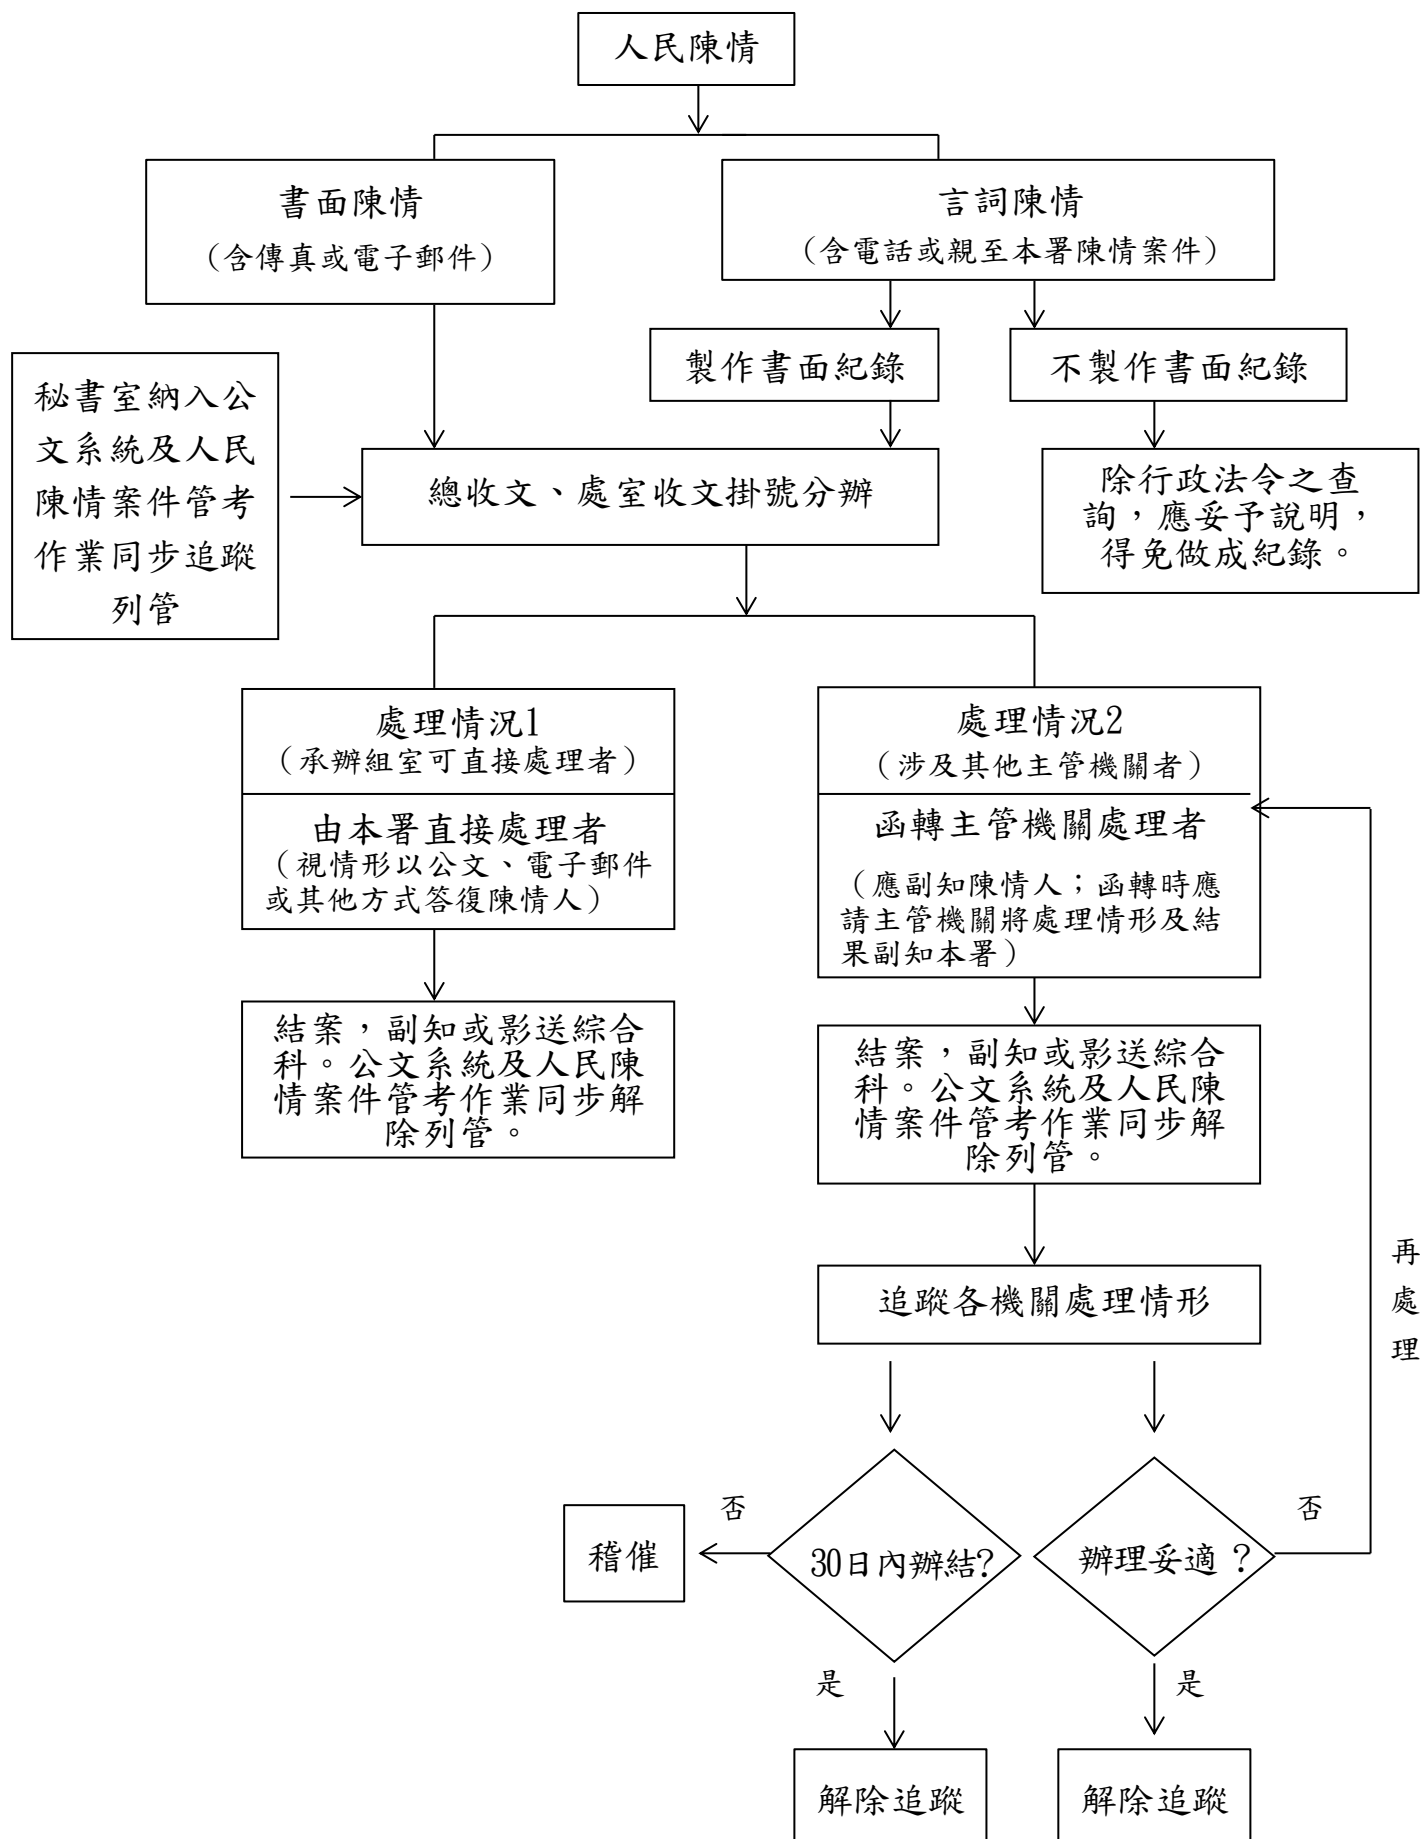 人民陳情
書面陳情
（含傳真或電子郵件）
言詞陳情
（含電話或親至本署陳情案件）
製作書面紀錄
不製作書面紀錄
秘書室納入公
文系統及人民
陳情案件管考
作業同步追蹤
列管
總收文、處室收文掛號分辦
除行政法令之查
詢，應妥予說明，
得免做成紀錄。
處理情況1
（承辦組室可直接處理者）
由本署直接處理者
（視情形以公文、電子郵件
或其他方式答復陳情人）
處理情況2
（涉及其他主管機關者）
函轉主管機關處理者
（應副知陳情人；函轉時應
請主管機關將處理情形及結
果副知本署）
結案，副知或影送綜合
科。公文系統及人民陳
情案件管考作業同步解
除列管。
結案，副知或影送綜合
科。公文系統及人民陳
情案件管考作業同步解
除列管。
再處理
追蹤各機關處理情形
稽催
否
30日內辦結?
辦理妥適？
否
是
是
解除追蹤
解除追蹤